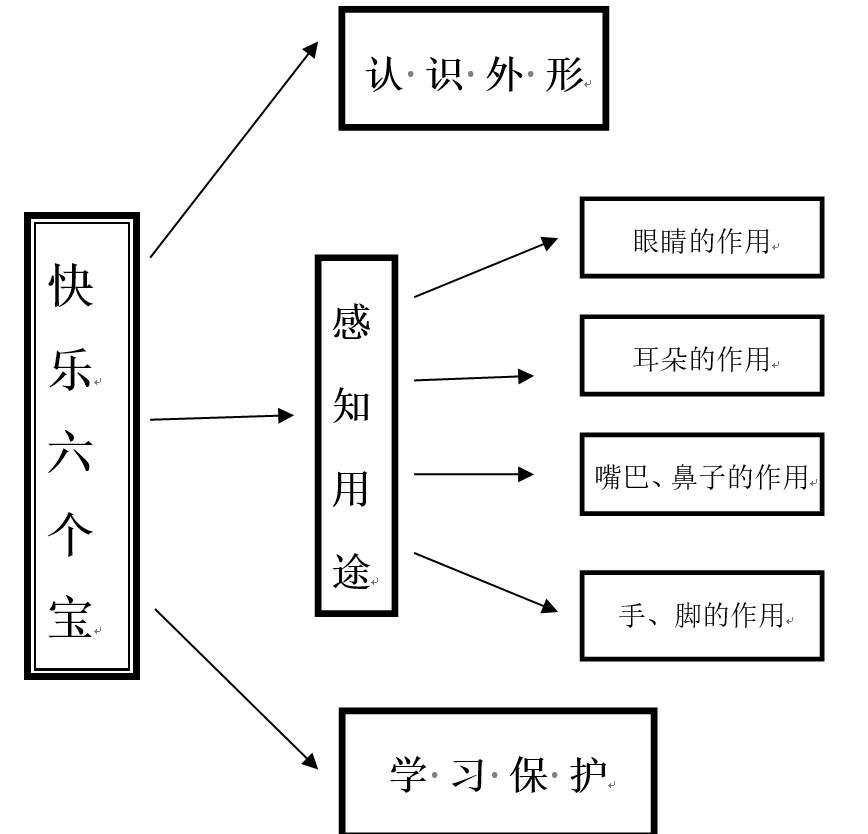 认 识 外 形
快乐六个宝
感知用途
眼睛的作用
耳朵的作用
嘴巴、鼻子的作用
手、脚的作用
学 习 保 护